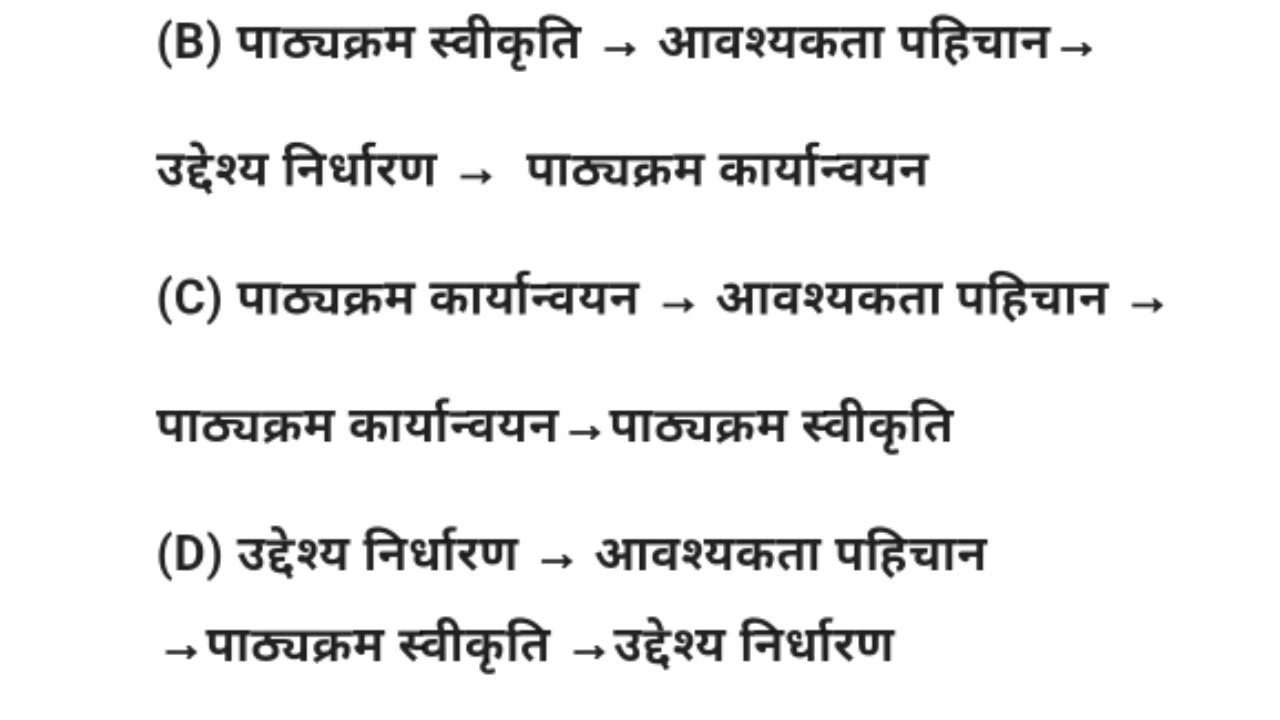 (B) पाठ्यक्रम स्वीकृति → आवश्यकता पहिचान→
उद्देश्य निर्धारण → पाठ्यक्रम कार्यान्वयन
(C) पाठ्यक्रम कार्यान्वयन → आवश्यकता पहिचान →
पाठ्यक्रम कार्यान्वयन→पाठ्यक्रम स्वीकृति
(D) उद्देश्य निर्धारण → आवश्यकता पहिचान
→पाठ्यक्रम स्वीकृति →उद्देश्य निर्धारण